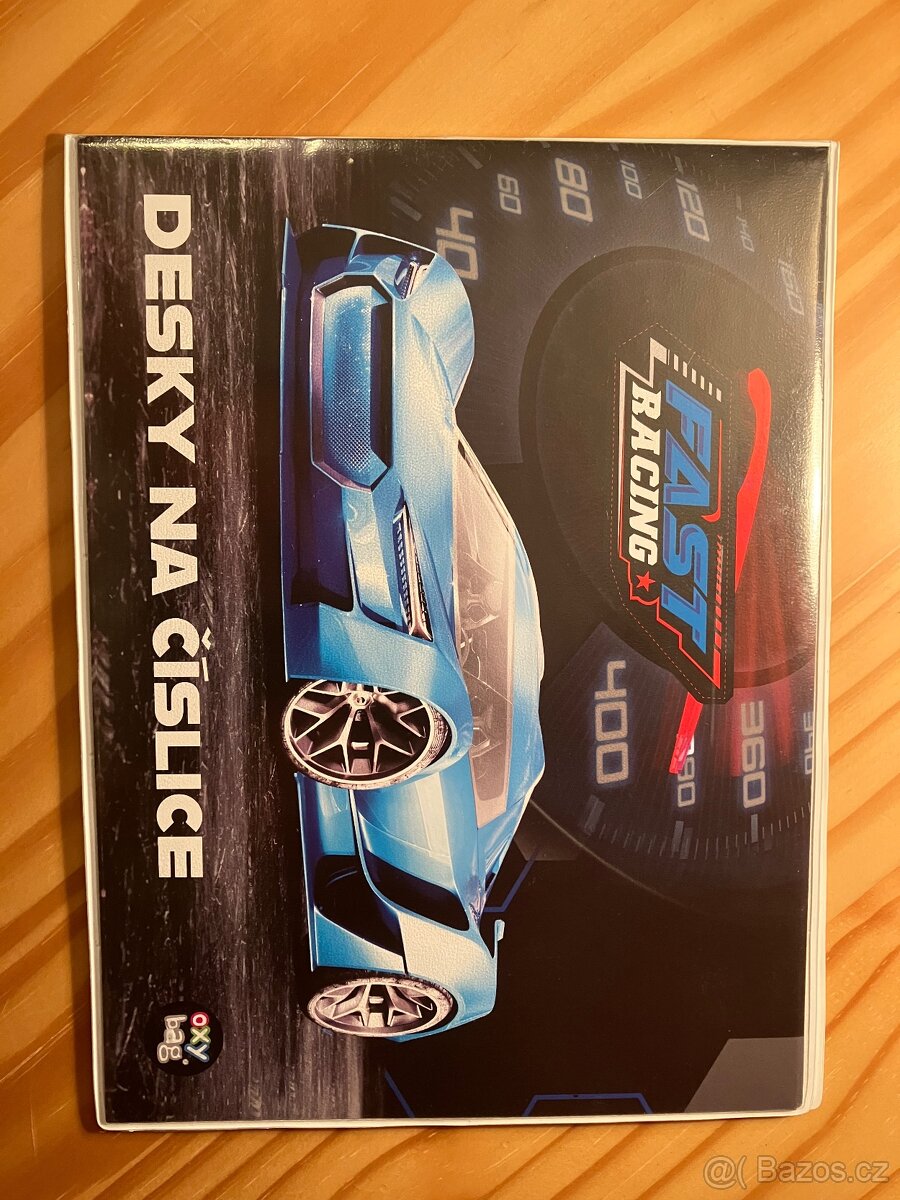 40
60
80
100
120
140
160
FAST
RACING
400
390
360
340
DESKY NA ČÍSLICE
oxy
bag.
@( Bazos.cz